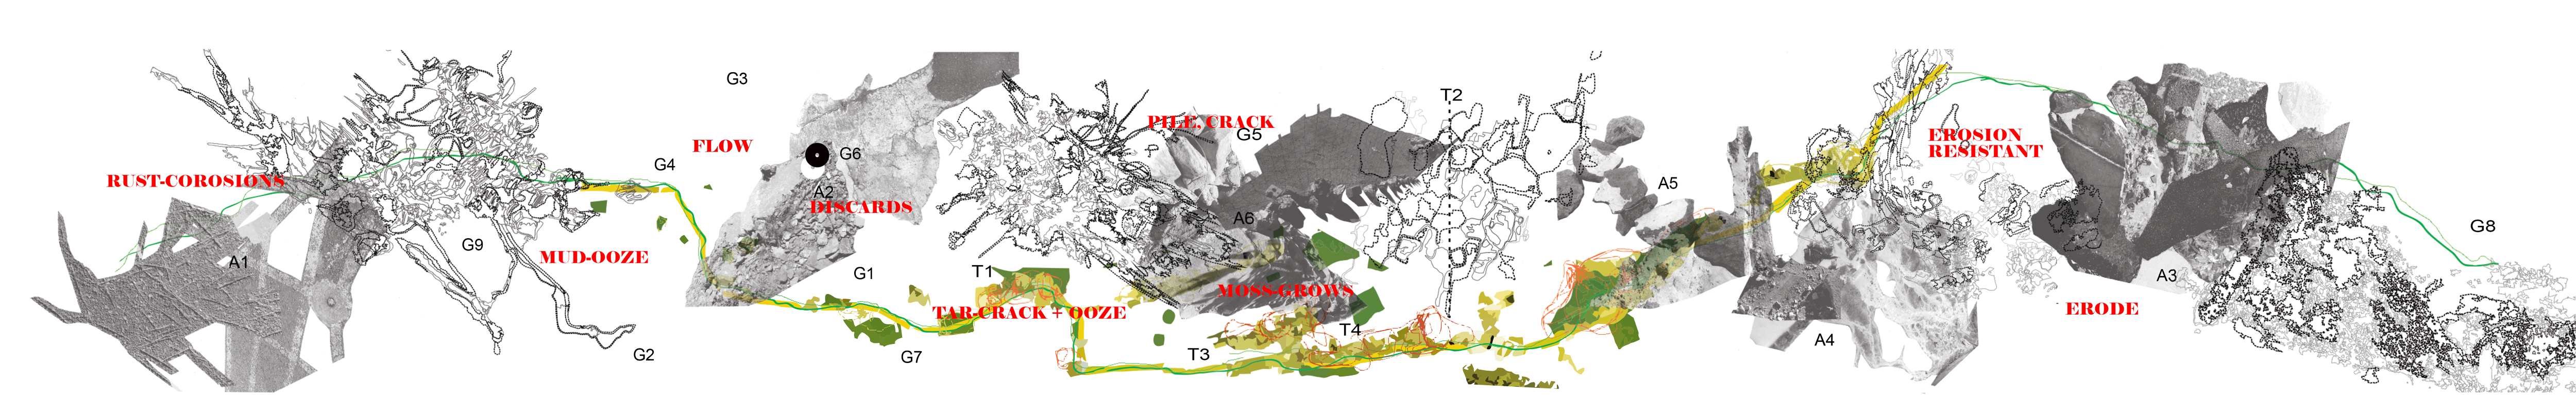 RUST-COROSIONS
A1
G9
MUD-OOZE
G2
G4
G3
FLOW
G6
A2
DISCARDS
G1
G7
T1
TAR-CRACK + OOZE
PILE, CRACK
G5
A6
MOSS-GROWS
T3
T4
T2
A5
A4
EROSION
RESISTANT
ERODE
A3
G8